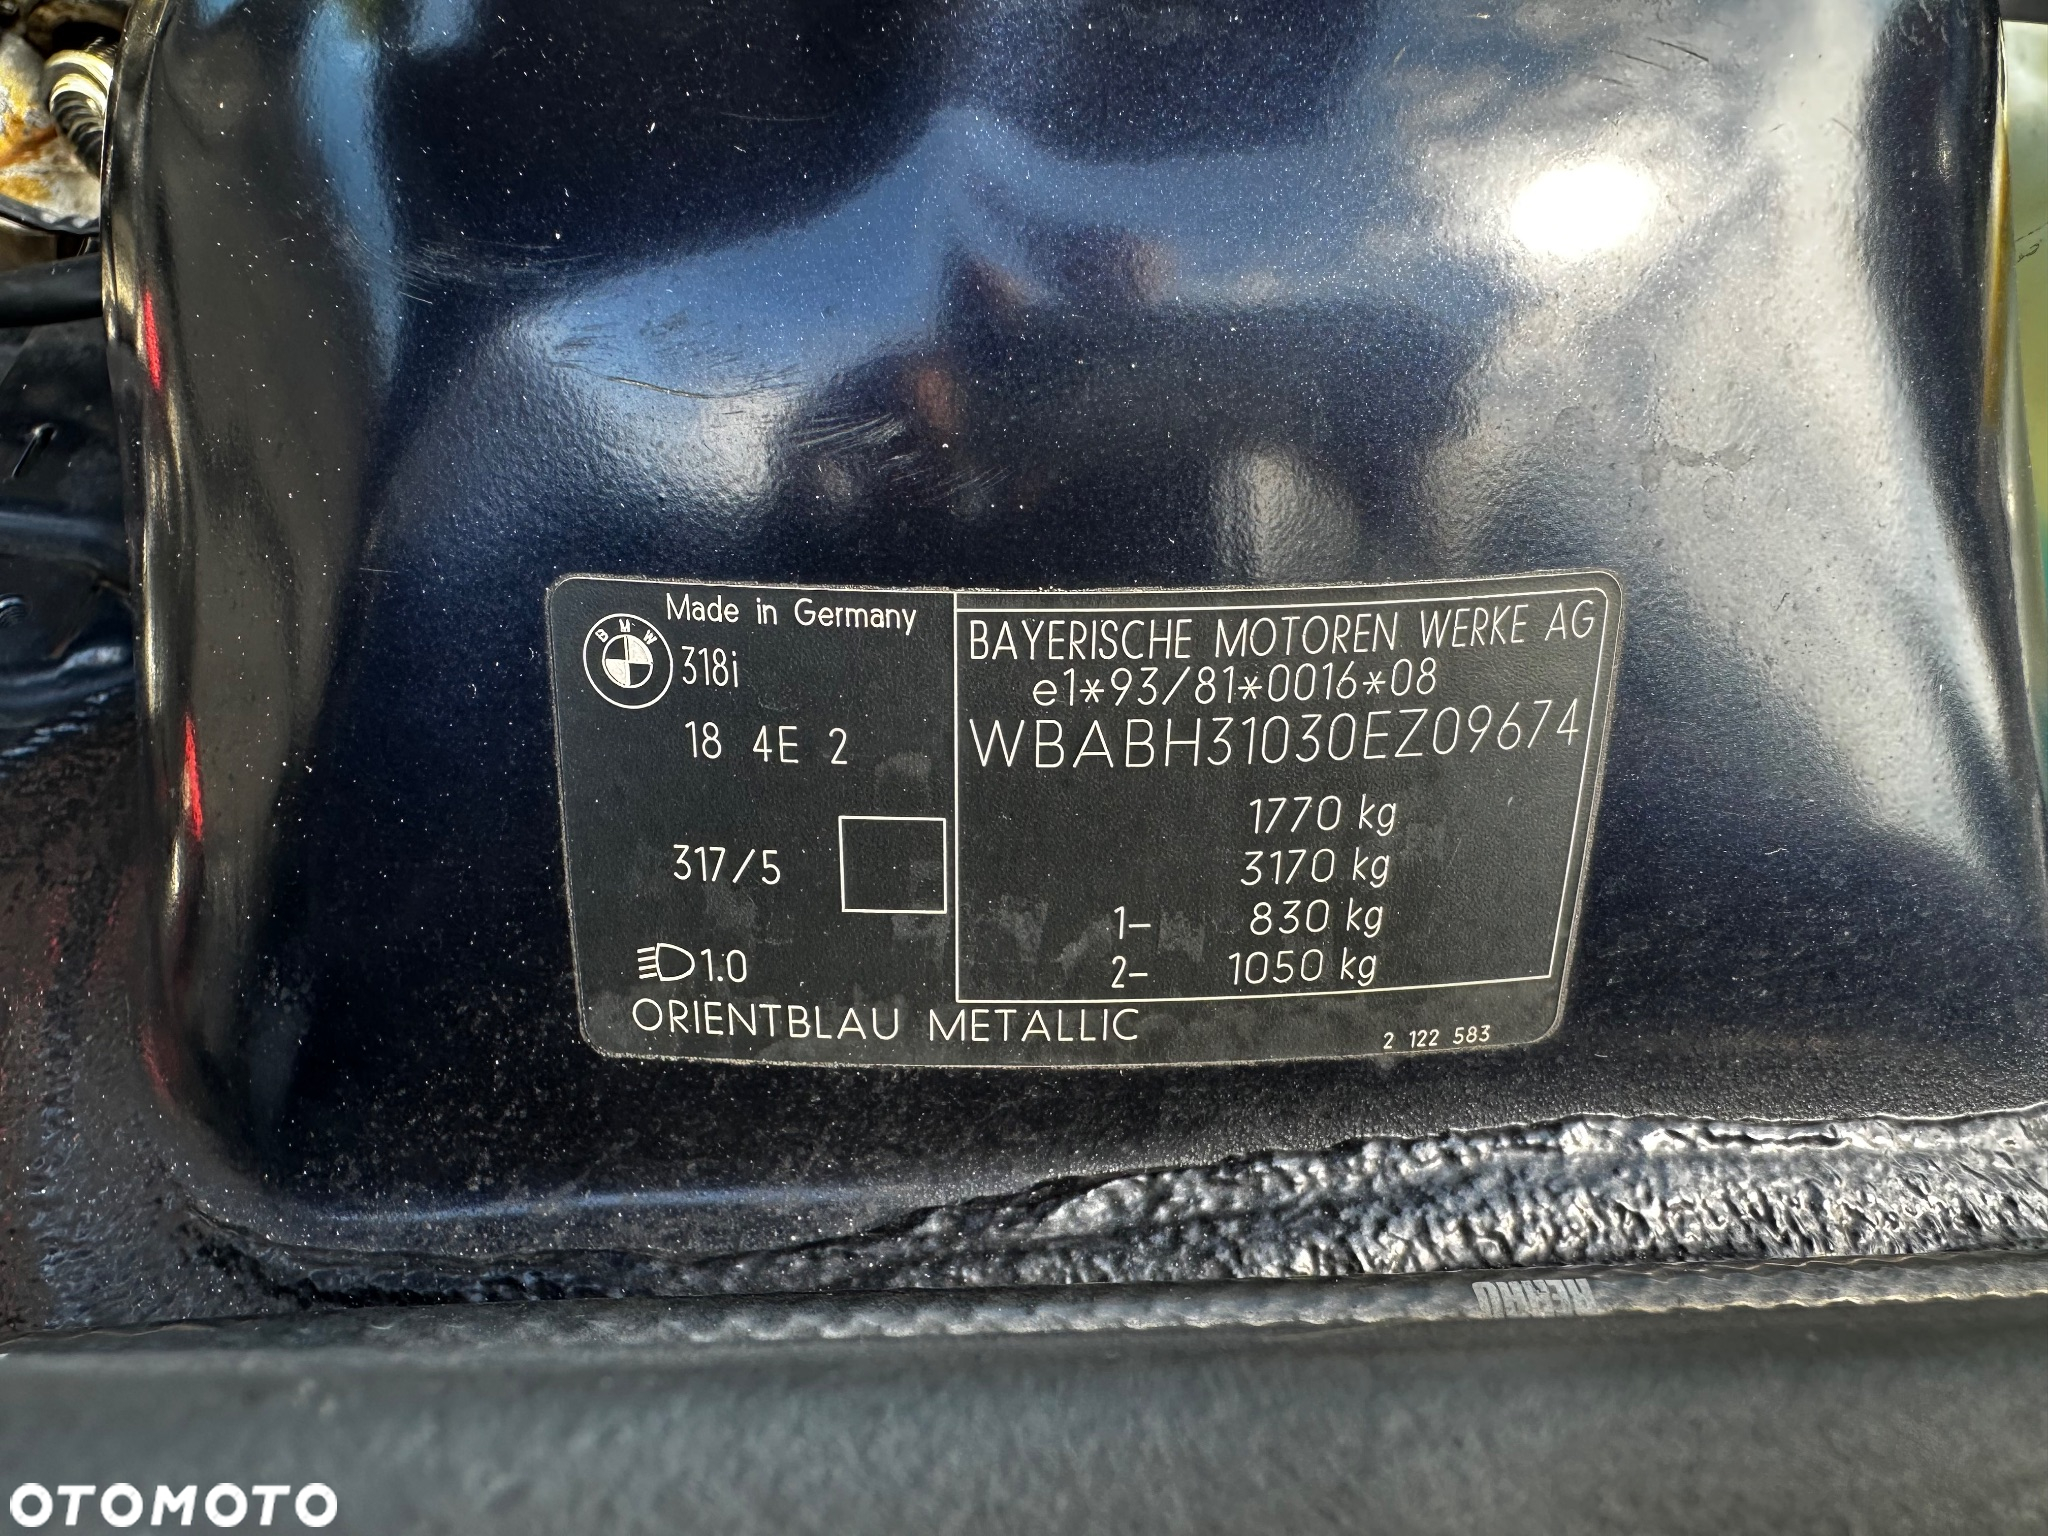 Made in Germany
BMW
318i
18 4E 2
317/5
1.0
ORIENTBLAU METALLIC
BAYERISCHE MOTOREN WERKE AG
e1*93/81*0016*08
WBABH31030EZ09674
1770 kg
3170 kg
1- 830 kg
2- 1050 kg
2 122 583
REHAU
OTOMOTO